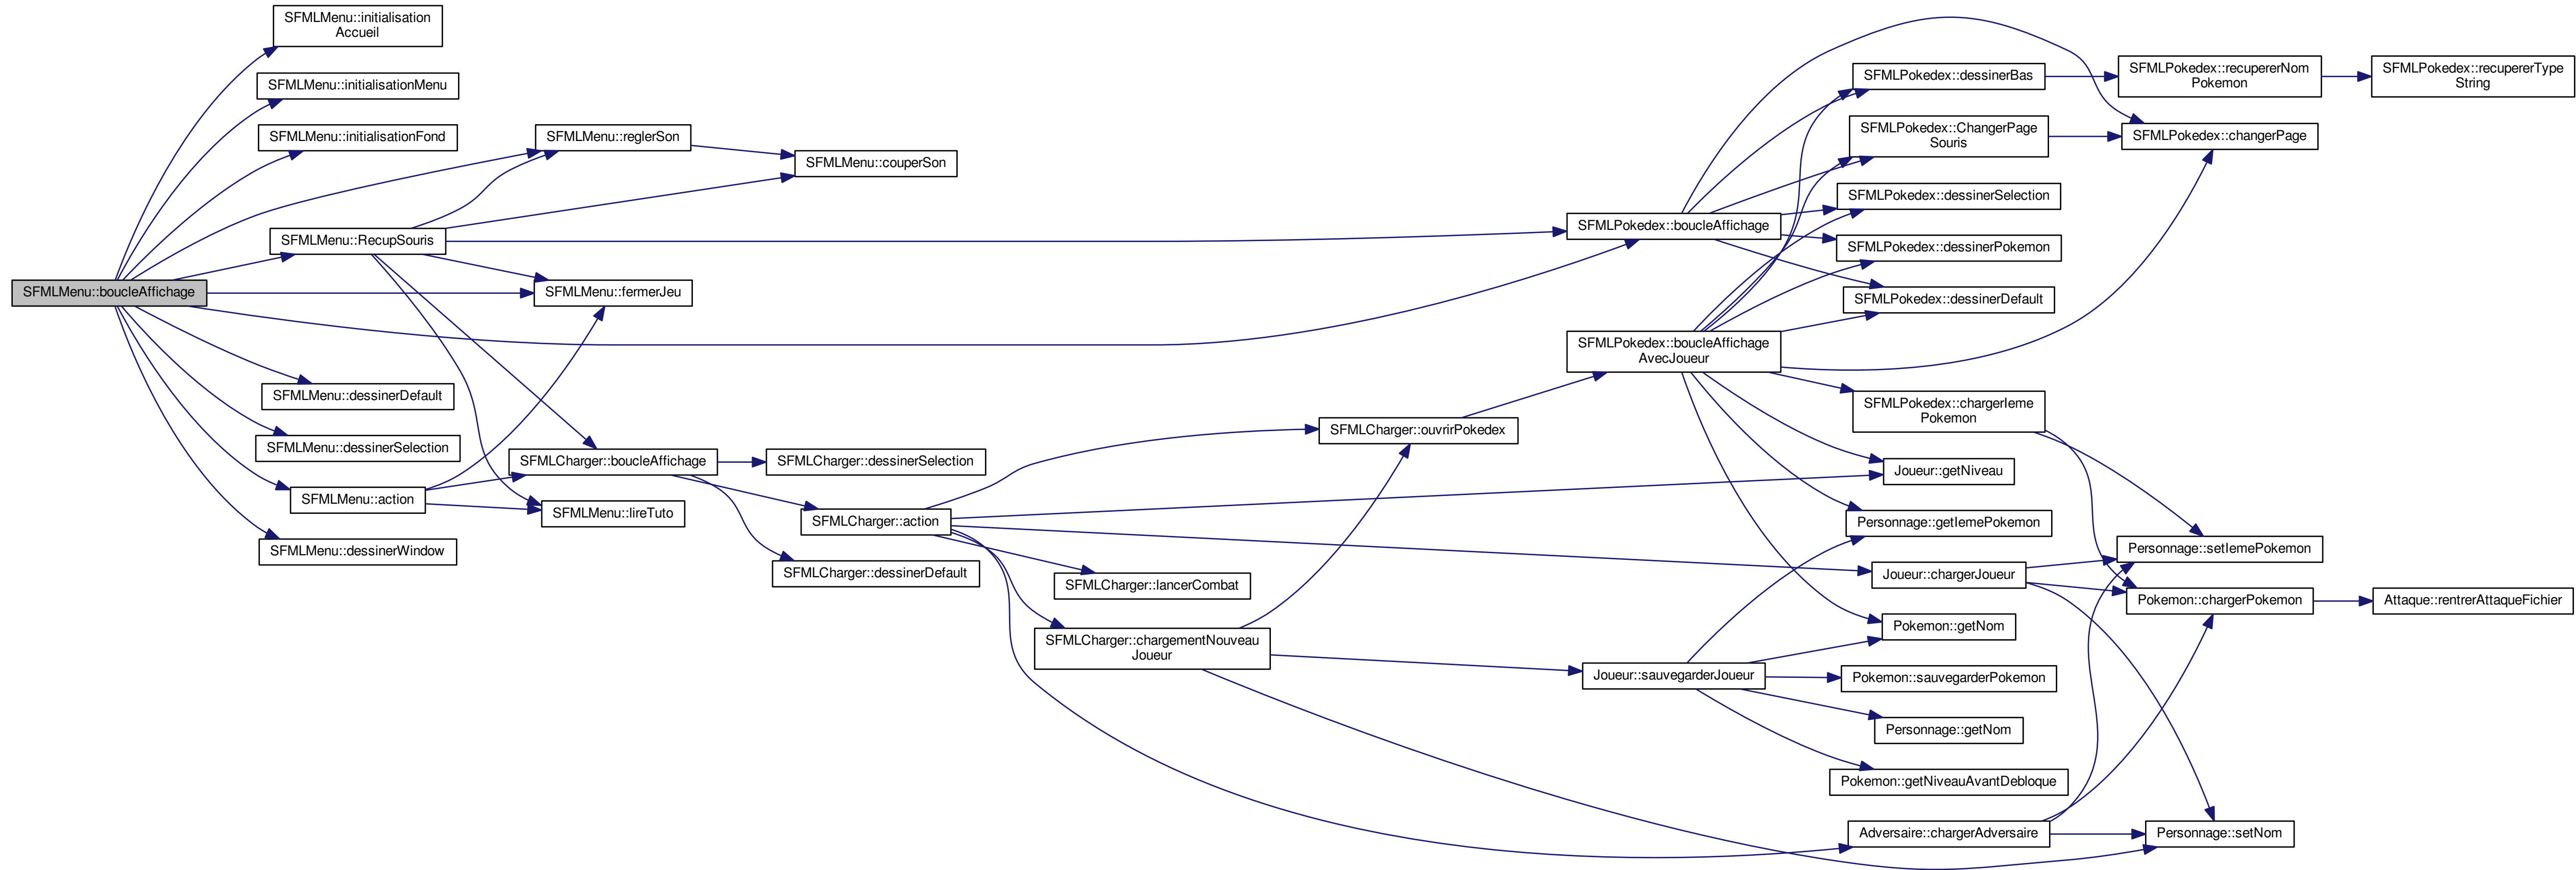 SFMLMenu::boucleAffichage
SFMLMenu::initialisation
Accueil
SFMLMenu::initialisationMenu
SFMLMenu::initialisationFond
SFMLMenu::RecupSouris
SFMLMenu::dessinerDefault
SFMLMenu::dessinerSelection
SFMLMenu::action
SFMLMenu::dessinerWindow
SFMLMenu::reglerSon
SFMLMenu::fermerJeu
SFMLCharger::boucleAffichage
SFMLMenu::lireTuto
SFMLMenu::couperSon
SFMLCharger::dessinerSelection
SFMLCharger::action
SFMLCharger::dessinerDefault
SFMLCharger::lancerCombat
SFMLCharger::chargementNouveau
Joueur
SFMLCharger::ouvrirPokedex
SFMLPokedex::boucleAffichage
SFMLPokedex::boucleAffichage
AvecJoueur
Joueur::sauvegarderJoueur
SFMLPokedex::dessinerBas
SFMLPokedex::ChangerPage
Souris
SFMLPokedex::dessinerSelection
SFMLPokedex::dessinerPokemon
SFMLPokedex::dessinerDefault
SFMLPokedex::chargerIeme
Pokemon
Joueur::getNiveau
Personnage::getIemePokemon
Joueur::chargerJoueur
Pokemon::getNom
Pokemon::sauvegarderPokemon
Personnage::getNom
Pokemon::getNiveauAvantDebloque
Adversaire::chargerAdversaire
SFMLPokedex::recupererNom
Pokemon
SFMLPokedex::changerPage
Personnage::setIemePokemon
Pokemon::chargerPokemon
Personnage::setNom
SFMLPokedex::recupererType
String
Attaque::rentrerAttaqueFichier